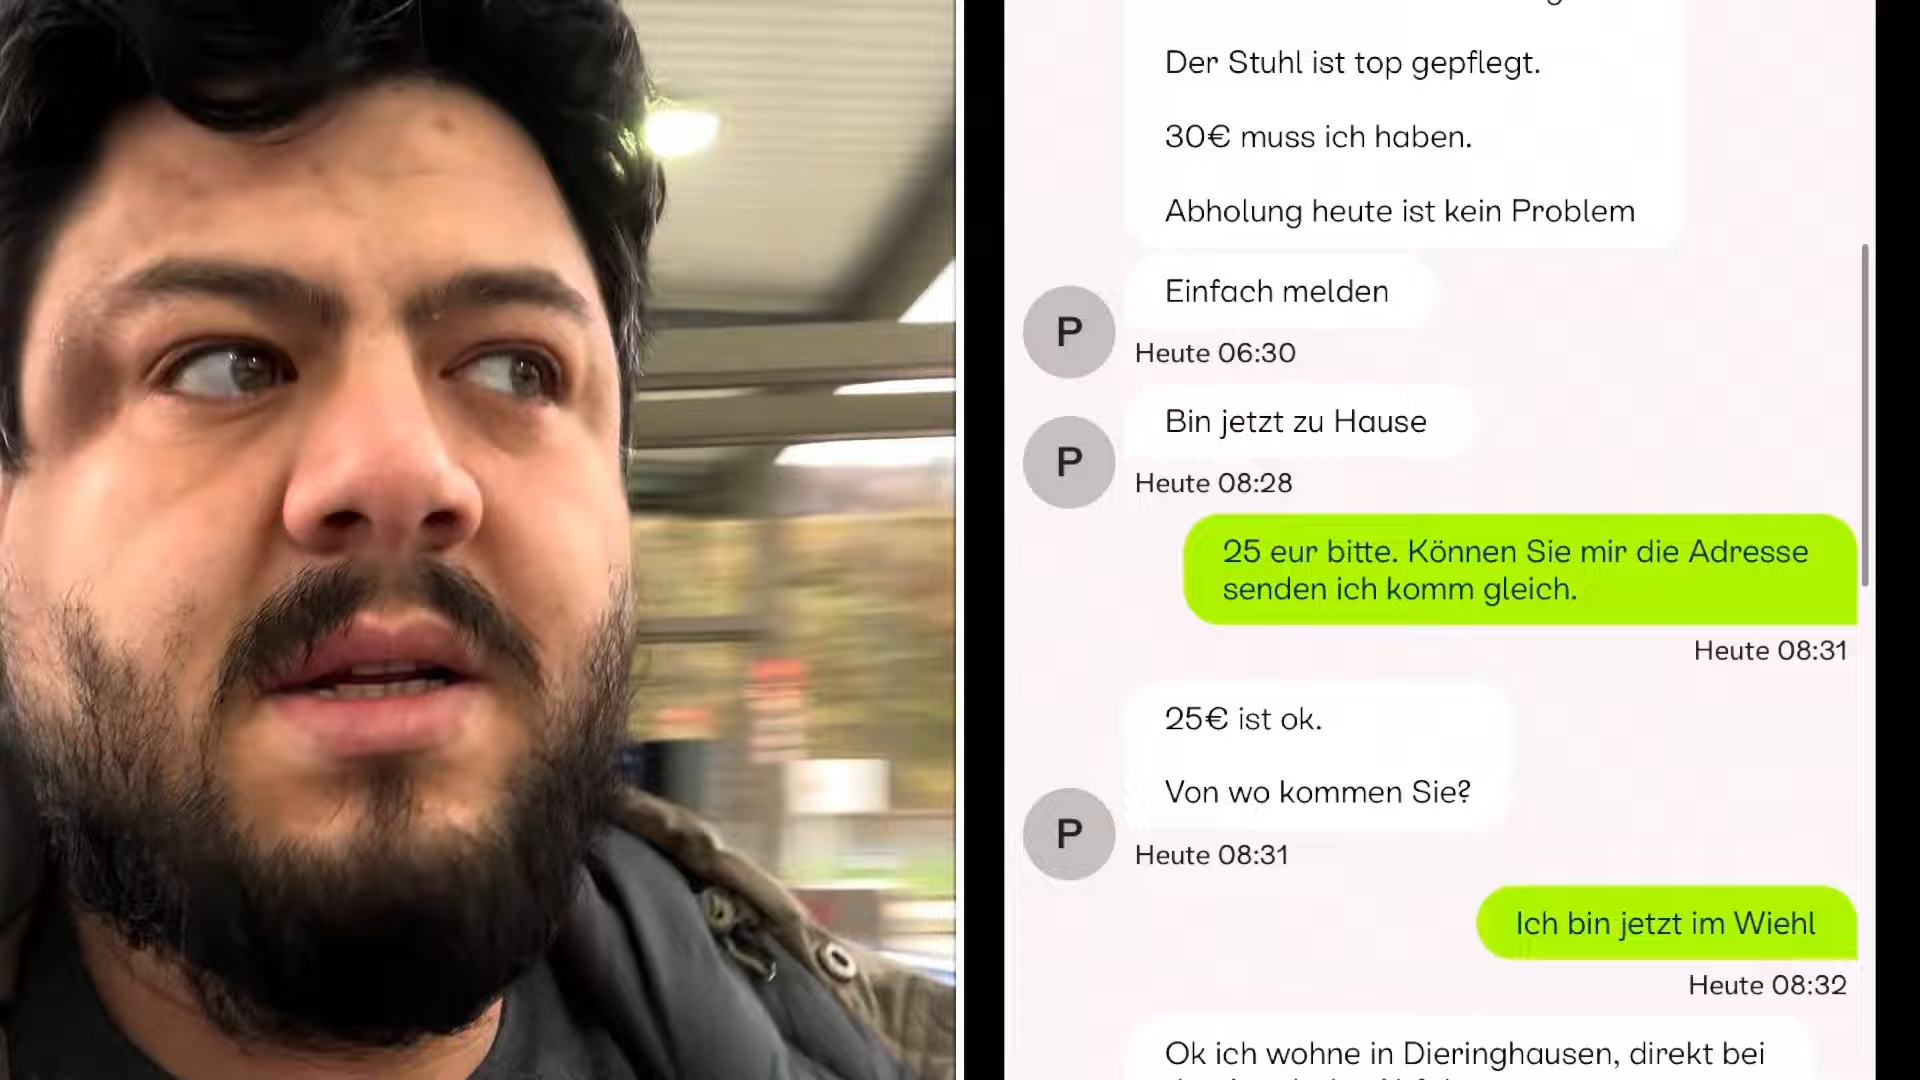 Der Stuhl ist top gepflegt.
30€ muss ich haben.
Abholung heute ist kein Problem
Einfach melden
P
Heute 06:30
Bin jetzt zu Hause
P
Heute 08:28
25 eur bitte. Können Sie mir die Adresse
senden ich komm gleich.
Heute 08:31
25€ ist ok.
Von wo kommen Sie?
P
Heute 08:31
Ich bin jetzt im Wiehl
Heute 08:32
Ok ich wohne in Dieringhausen, direkt bei